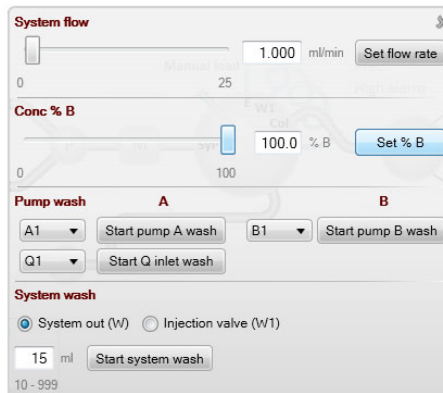 System flow
1.000 ml/min Set flow rate
0 25
Conc % B
100.0 % B Set % B
0 100
Pump wash A B
A1 Start pump A wash B1 Start pump B wash
Q1 Start Q inlet wash
System wash
System out (W) Injection valve (W1)
15 ml Start system wash
10 - 999